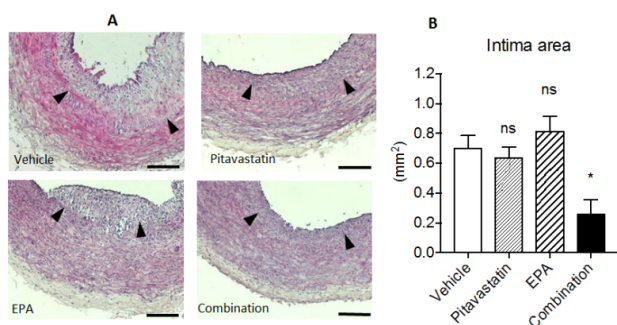 A
Vehicle
Pitavastatin
EPA
Combination
B
Intima area
(mm²)
1.2
1.0
0.8
0.6
0.4
0.2
0.0
ns
ns
*
Vehicle
Pitavastatin
EPA
Combination